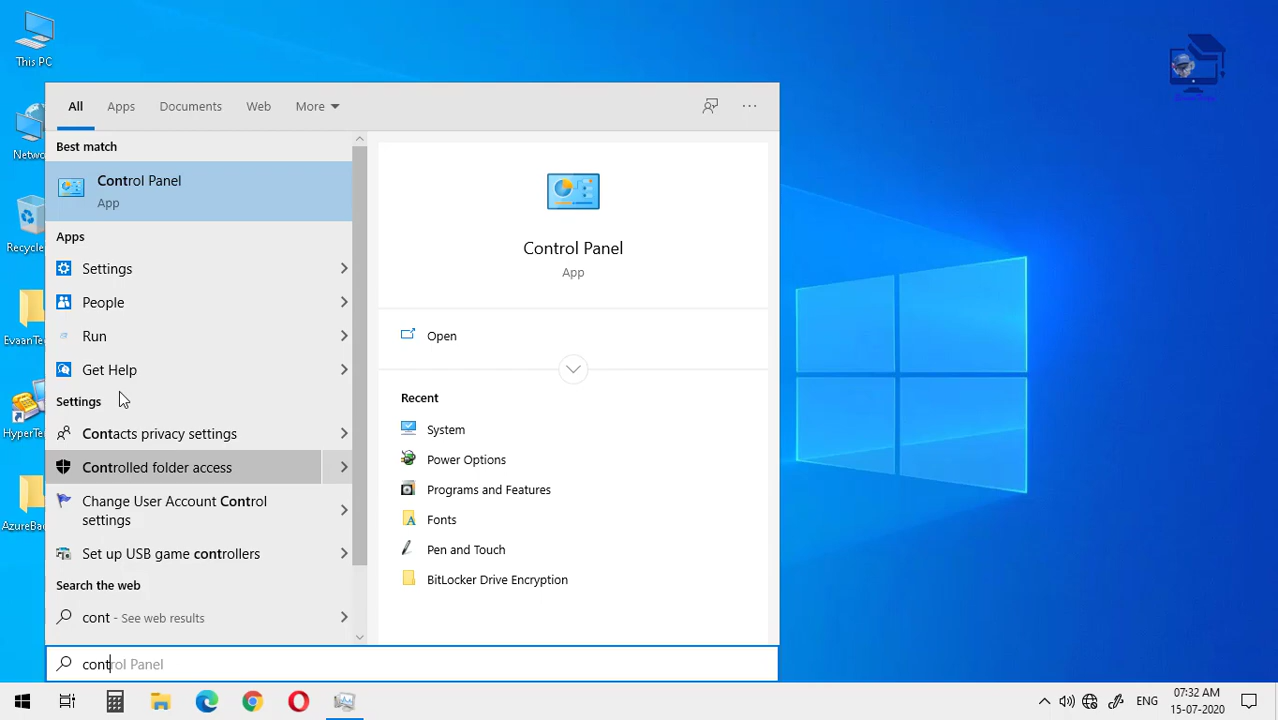 This PC
Netwo
Recycle
EvaanTe
HyperTe
AzureBac
All Apps Documents Web More
Best match
Control Panel
App
Apps
Settings
People
Run
Get Help
Settings
Contacts privacy settings
Controlled folder access
Change User Account Control
settings
Set up USB game controllers
Search the web
cont - See web results
Control Panel
App
Open
Recent
System
Power Options
Programs and Features
Fonts
Pen and Touch
BitLocker Drive Encryption
control Panel
ENG
07:32 AM
15-07-2020